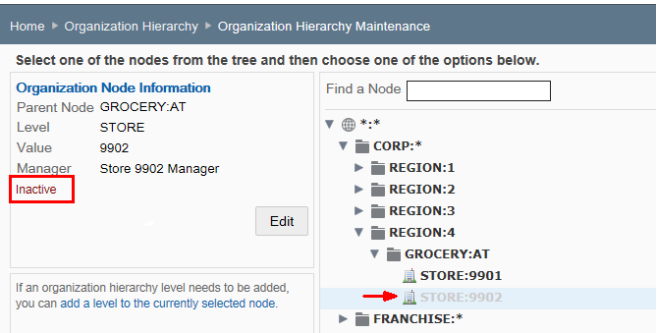 Home ▶ Organization Hierarchy ▶ Organization Hierarchy Maintenance
Select one of the nodes from the tree and then choose one of the options below.
Organization Node Information
Parent Node GROCERY:AT
Level STORE
Value 9902
Manager Store 9902 Manager
Inactive
Edit
If an organization hierarchy level needs to be added,
you can add a level to the currently selected node.
Find a Node
*:*
CORP:*
REGION:1
REGION:2
REGION:3
REGION:4
GROCERY:AT
STORE:9901
STORE:9902
FRANCHISE:*